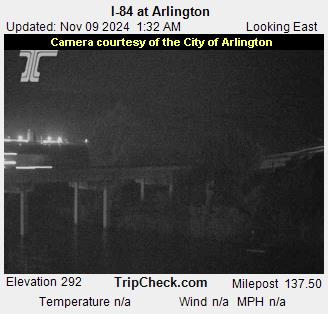 I-84 at Arlington
Updated: Nov 09 2024 1:32 AM Looking East
Camera courtesy of the City of Arlington
Elevation 292 TripCheck.com Milepost 137.50
Temperature n/a Wind n/a MPH n/a